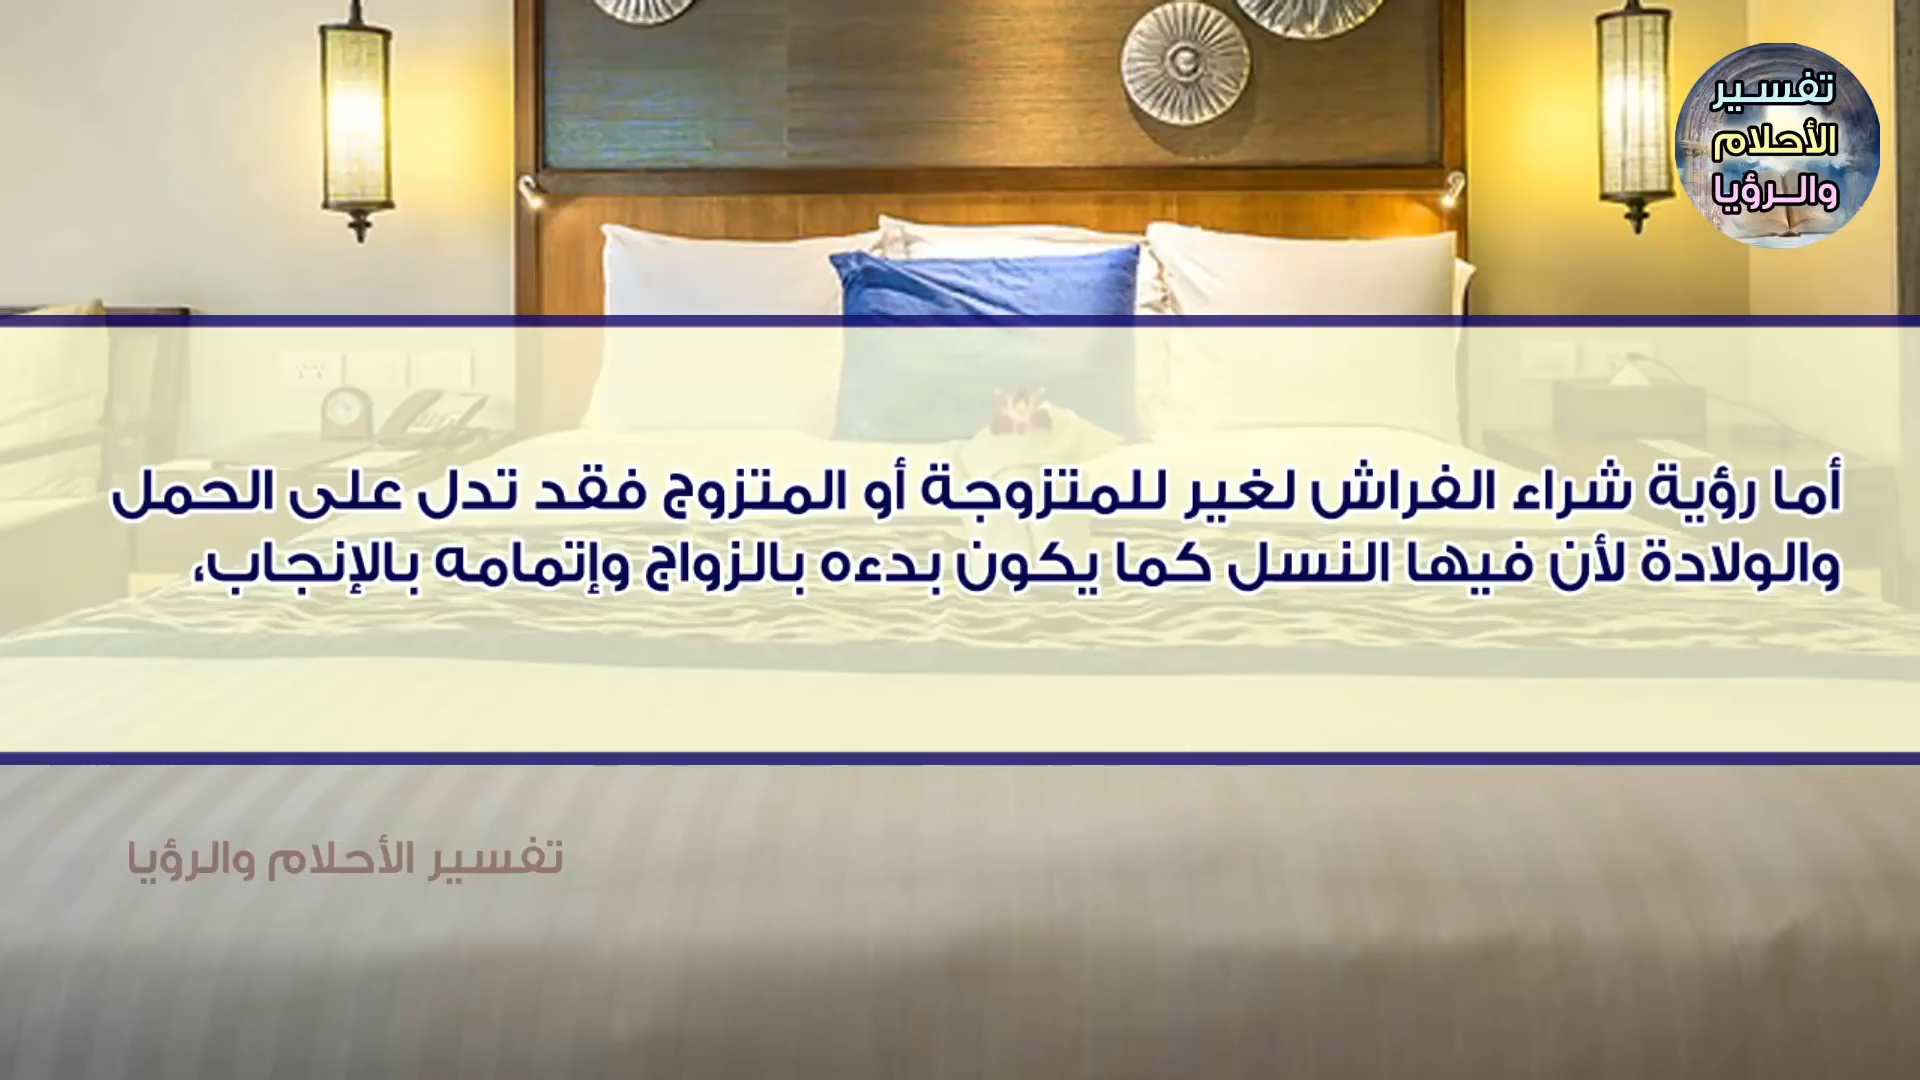 تفسير
الأحلام
والرؤيا
أما رؤية شراء الفراش لغير للمتزوجة أو المتزوج فقد تدل على الحمل
والولادة لأن فيها النسل كما يكون بدءه بالزواج وإتمامه بالإنجاب،
تفسير الأحلام والرؤيا